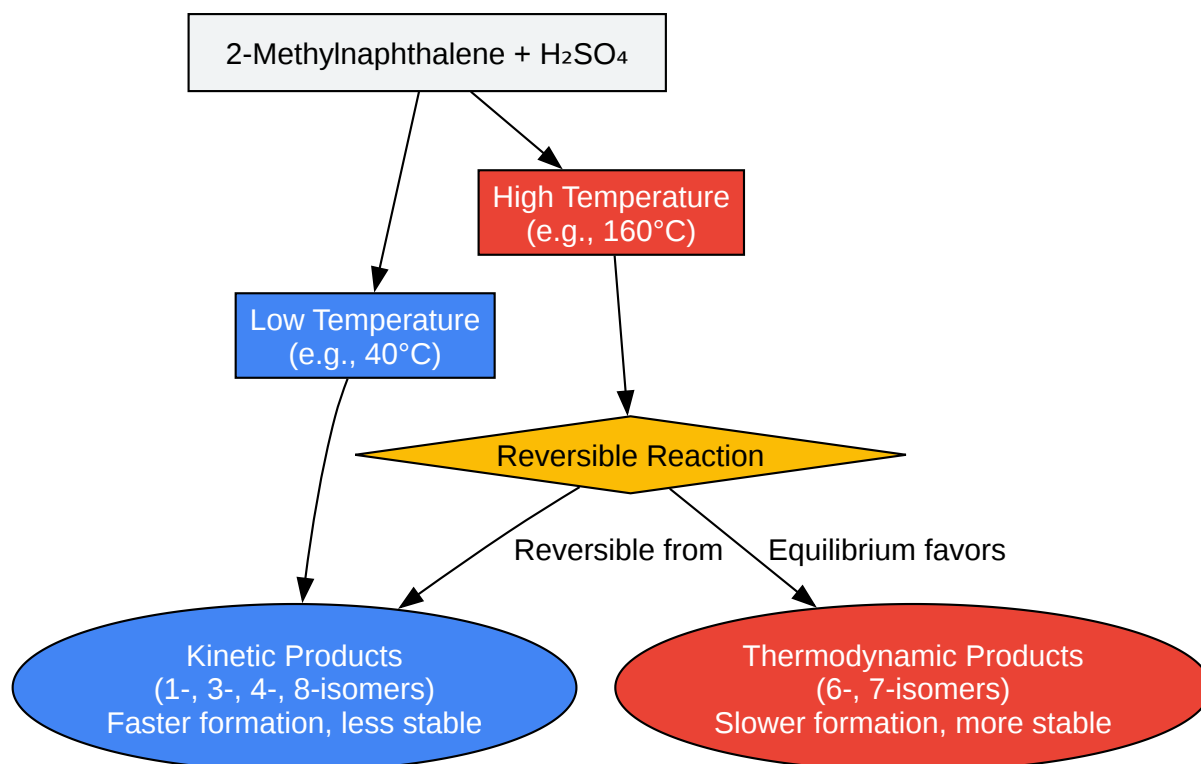 2-Methylnaphthalene + H₂SO₄
High Temperature
(e.g., 160°C)
Low Temperature
(e.g., 40°C)
Reversible Reaction
Reversible from
Equilibrium favors
Kinetic Products
(1-, 3-, 4-, 8-isomers)
Faster formation, less stable
Thermodynamic Products
(6-, 7-isomers)
Slower formation, more stable